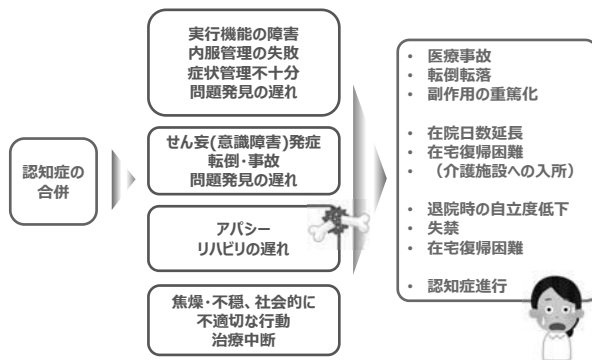 認知症の
合併
実行機能の障害
内服管理の失敗
症状管理不十分
問題発見の遅れ
せん妄(意識障害)発症
転倒・事故
問題発見の遅れ
アパシー
リハビリの遅れ
焦燥・不穏、社会的に
不適切な行動
治療中断
• 医療事故
• 転倒転落
• 副作用の重篤化
• 在院日数延長
• 在宅復帰困難
• （介護施設への入所）
• 退院時の自立度低下
• 失禁
• 在宅復帰困難
• 認知症進行